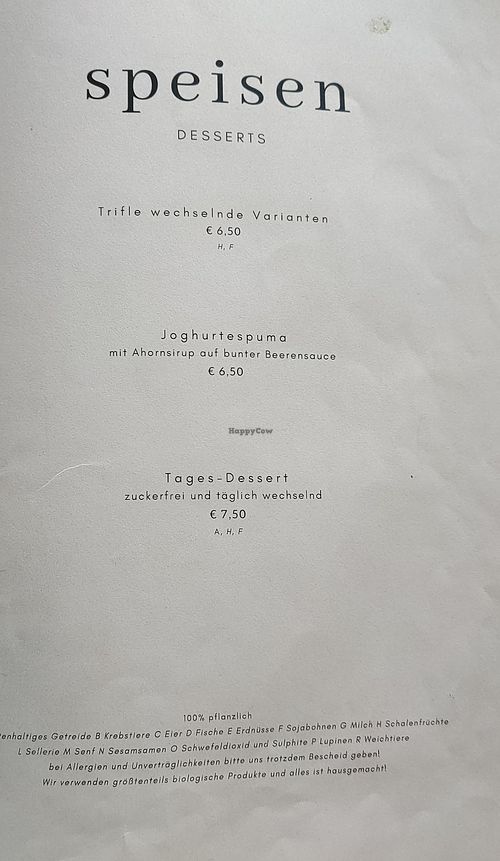 speisen
DESSERTS
Trifle wechselnde Varianten
€ 6,50
H, F
Joghurtespuma
mit Ahornsirup auf bunter Beerensauce
€ 6,50
HappyCow
Tages-Dessert
zuckerfrei und täglich wechselnd
€ 7,50
A, H, F
100% pflanzlich
Getreide B Krebstiere C Eier D Fische E Erdnüsse F Sojabohnen G Milch H Schalenfrüchte
L Sellerie M Senf N Sesamsamen O Schwefeldioxid und Sulphite P Lupinen R Weichtiere
bei Allergien und Unverträglichkeiten bitte uns trotzdem Bescheid geben!
Wir verwenden größtenteils biologische Produkte und alles ist hausgemacht!